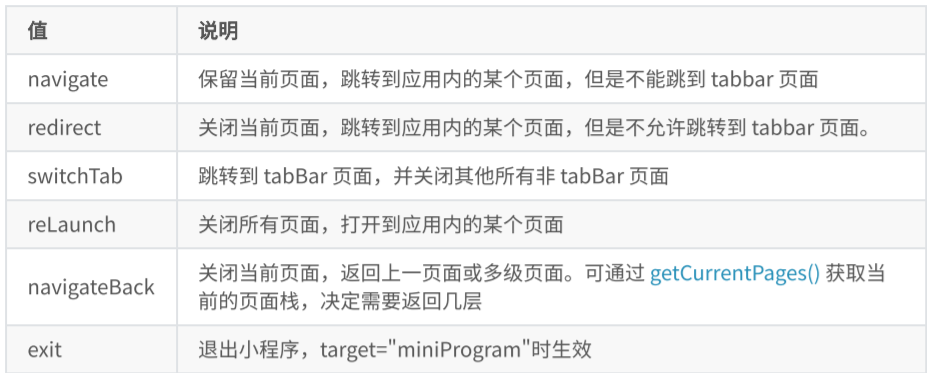 值 说明
navigate 保留当前页面，跳转到应用内的某个页面，但是不能跳到 tabbar 页面
redirect 关闭当前页面，跳转到应用内的某个页面，但是不允许跳转到 tabbar 页面。
switchTab 跳转到 tabBar 页面，并关闭其他所有非 tabBar 页面
reLaunch 关闭所有页面，打开到应用内的某个页面
navigateBack 关闭当前页面，返回上一页面或多级页面。可通过 getCurrentPages() 获取当
前的页面栈，决定需要返回几层
exit 退出小程序，target="miniProgram"时生效